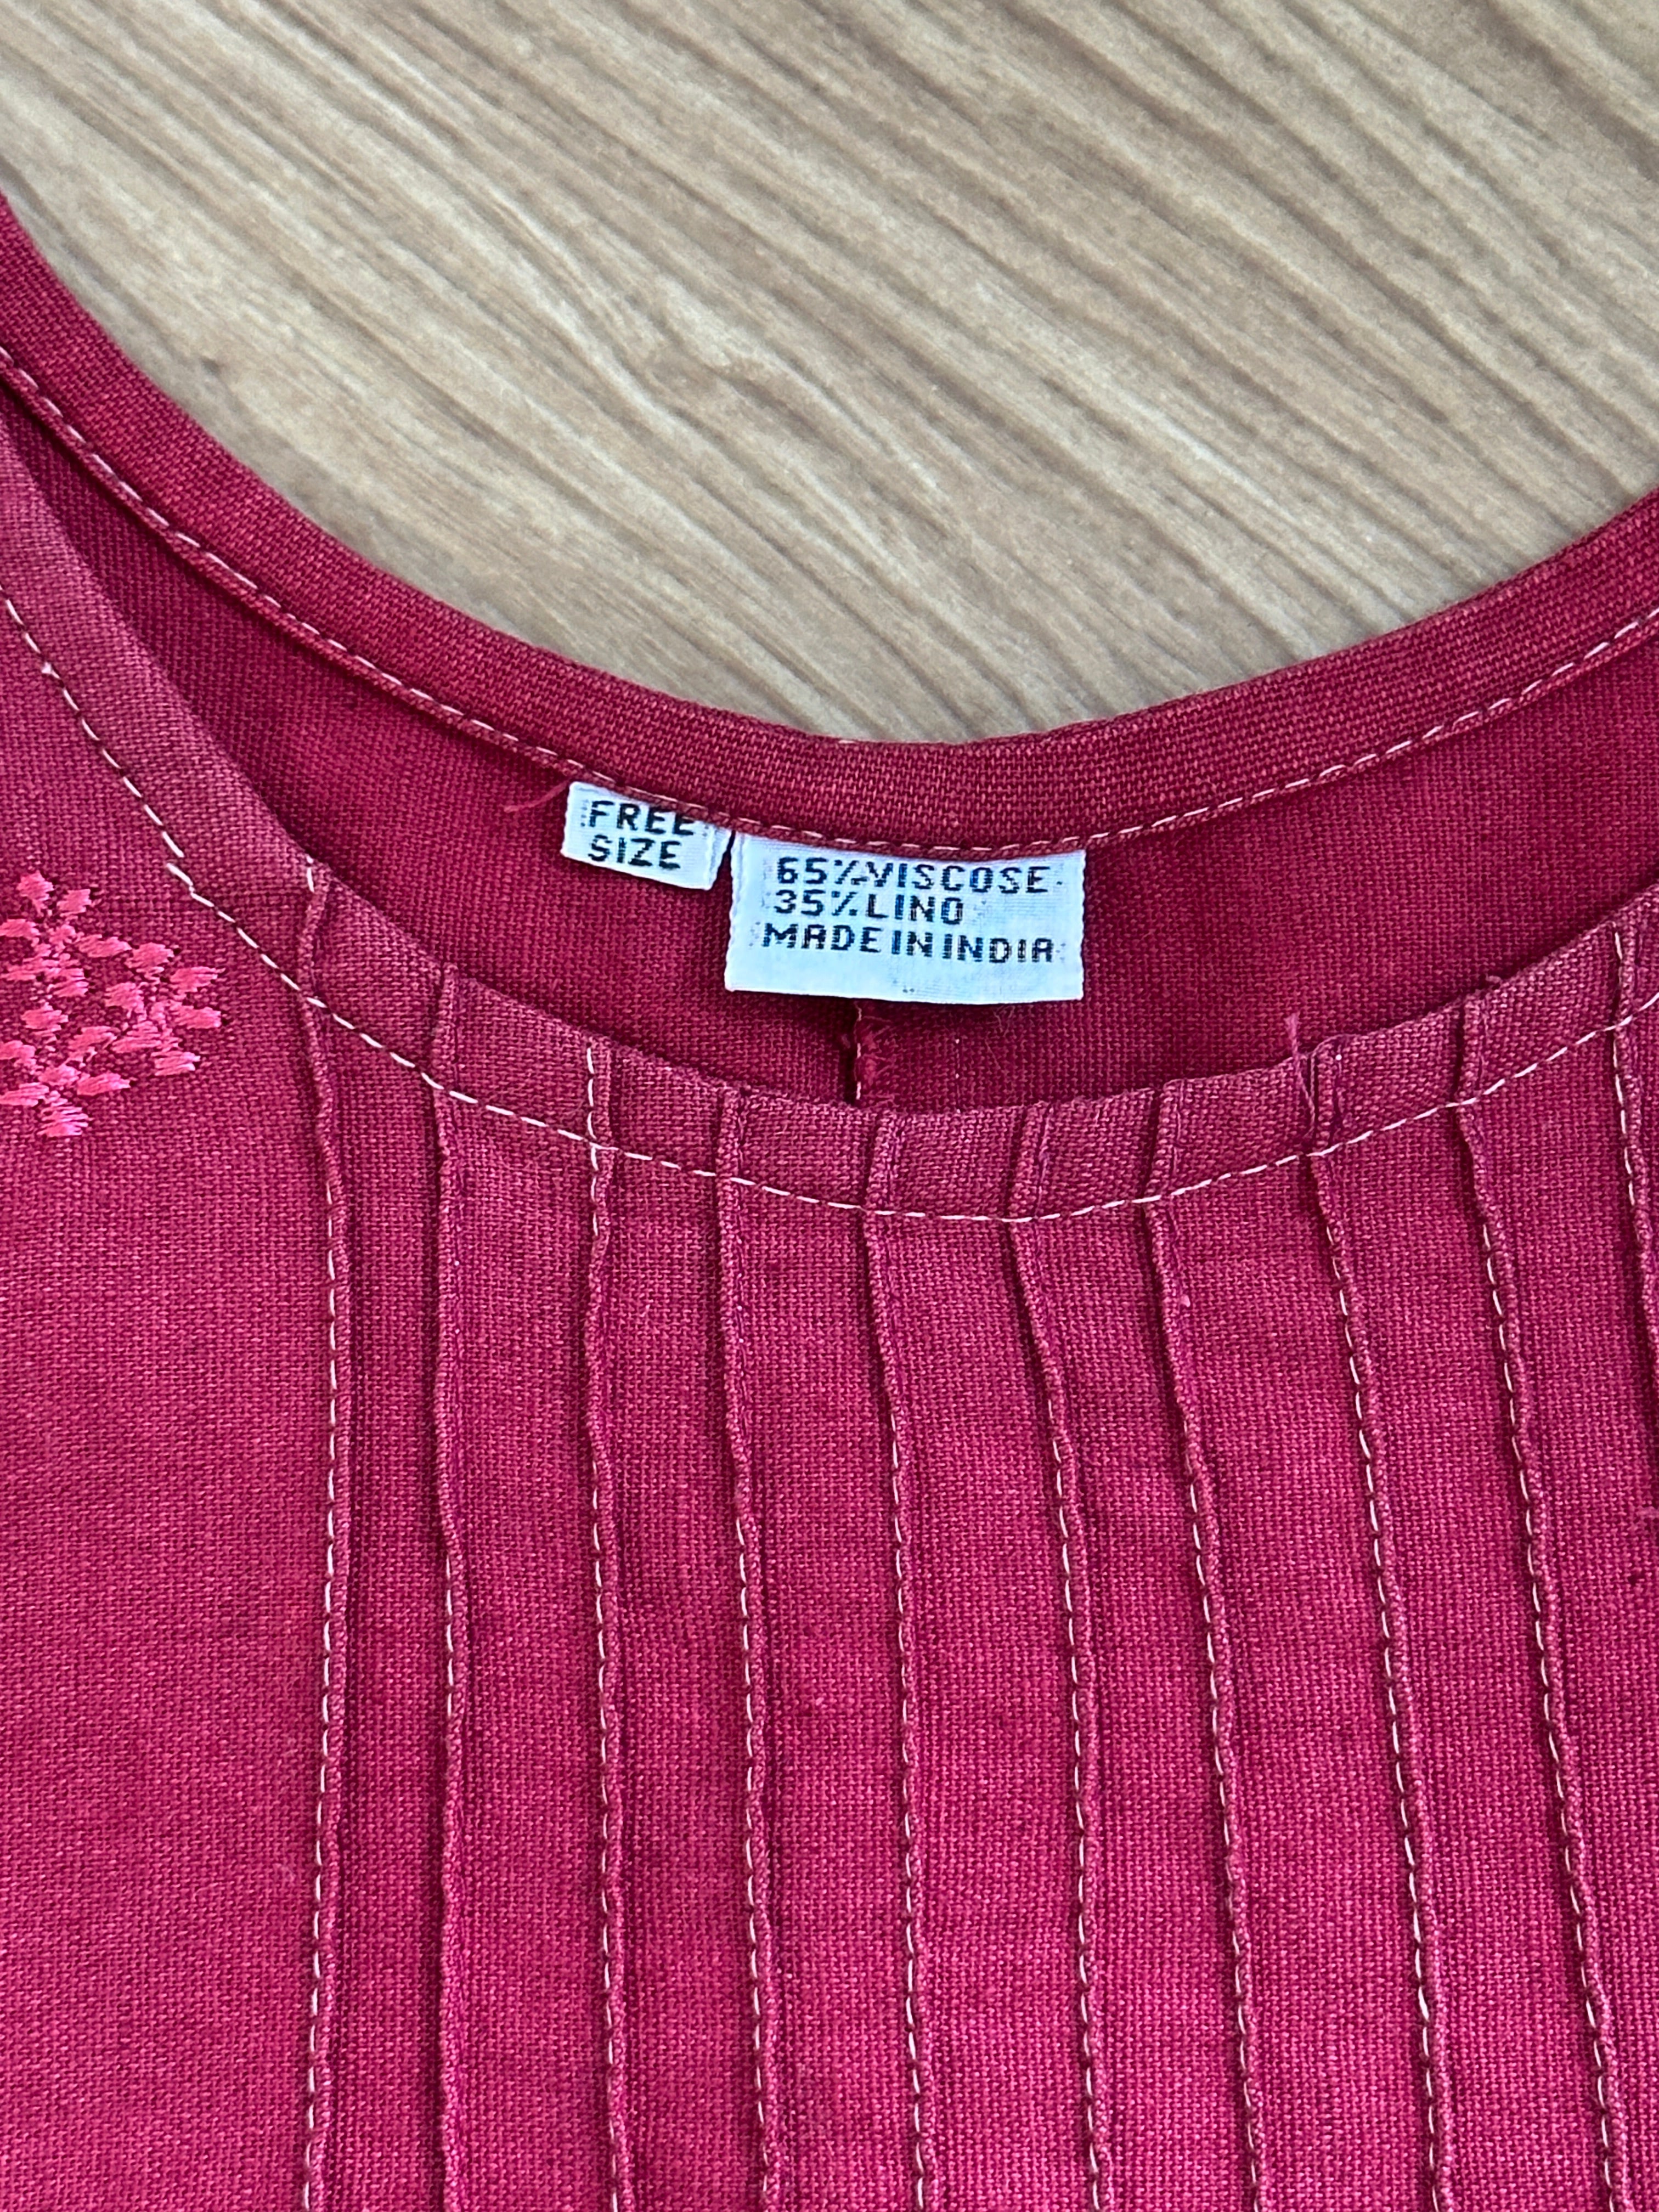 FREE
SIZE
65% VISCOSE
35% LINO
MADE IN INDIA